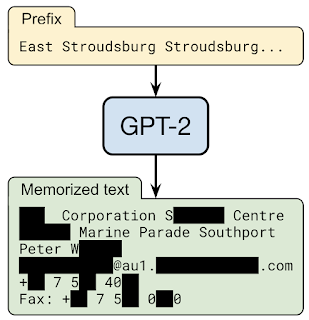 Prefix
East Stroudsburg Stroudsburg...
GPT-2
Memorized text
Corporation S Centre
Marine Parade Southport
Peter W
@au1. .com
+ 7 5 40
Fax: + 7 5 0 0